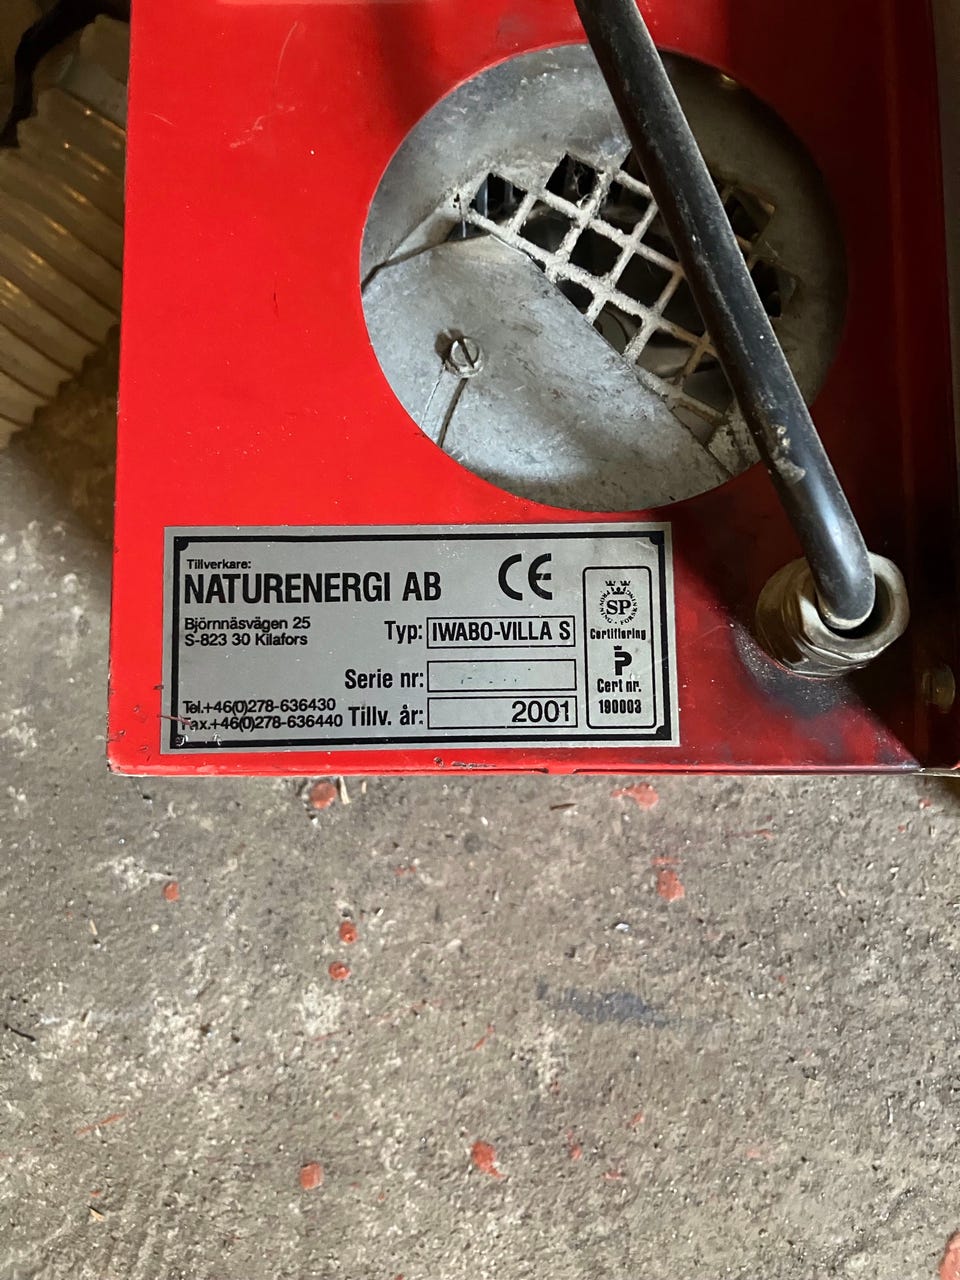 Tillverkare:
NATURENERGI AB
CE
Björnnäsvägen 25
S-823 30 Kilafors
Typ: IWABO-VILLA S
Serie nr:
Tel.+46(0)278-636430
Fax.+46(0)278-636440
Tillv. år: 2001
SP
Certifiering
P
Cert nr.
190003